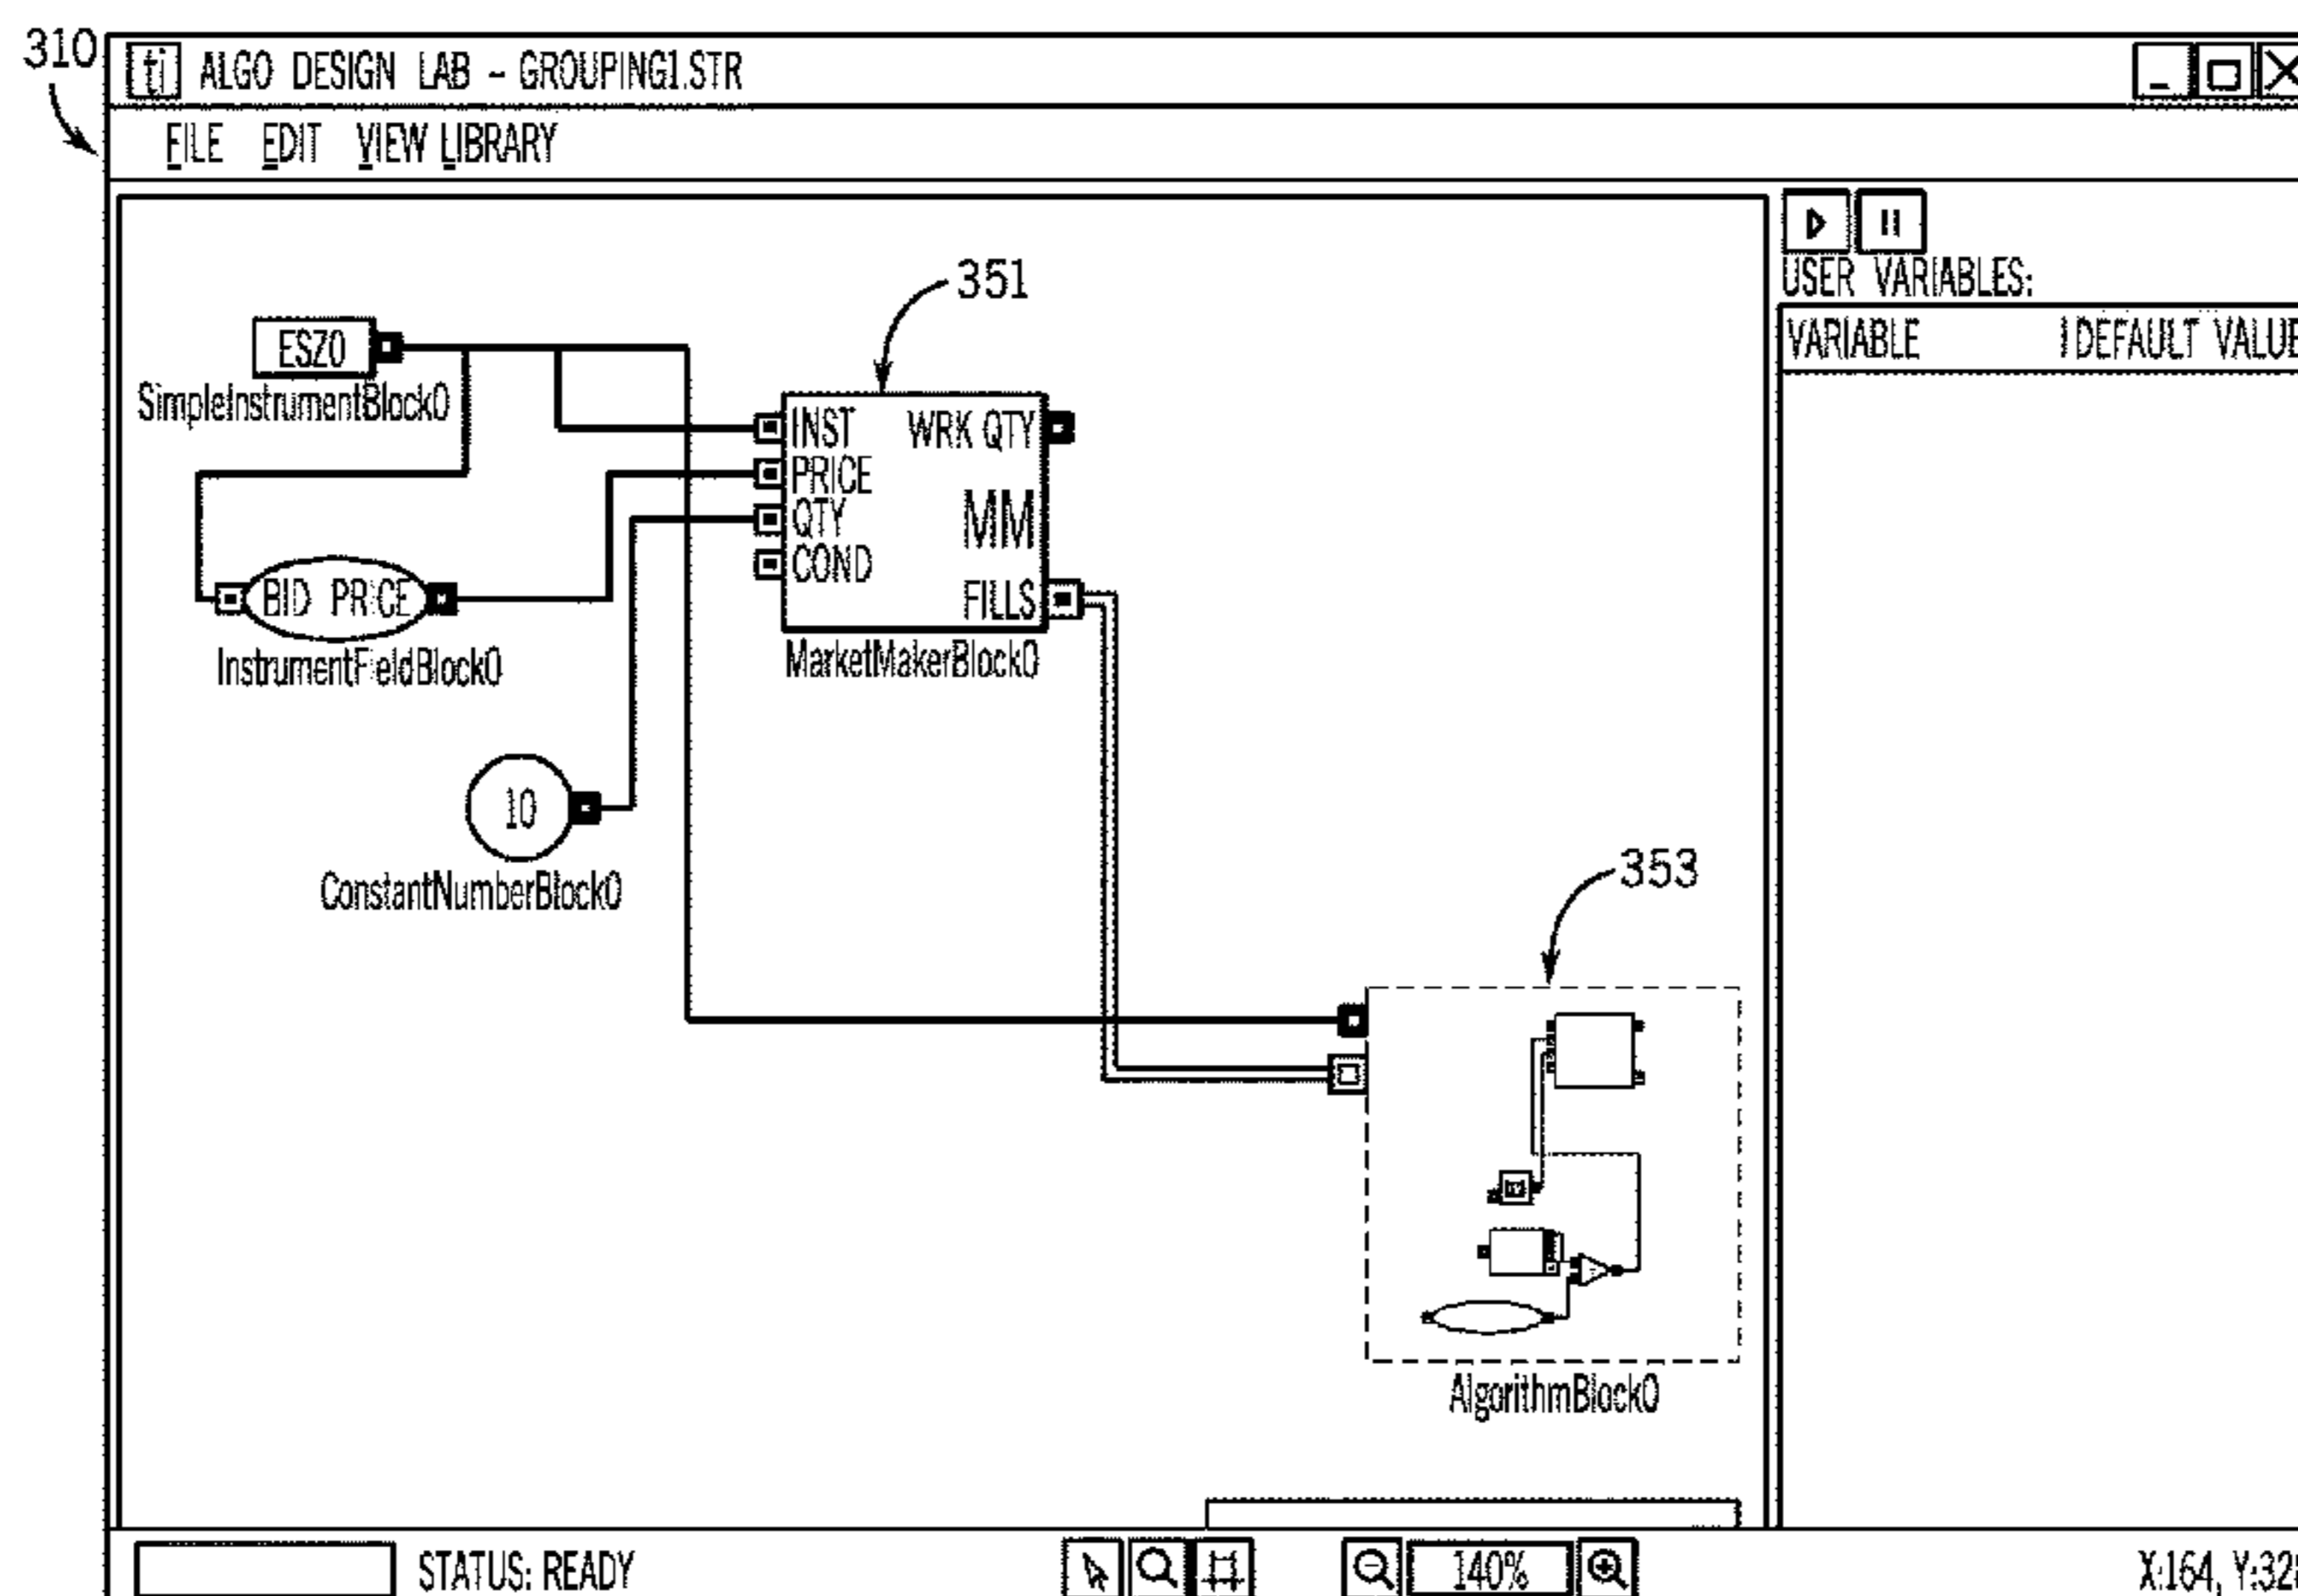 310
ti ALGO DESIGN LAB - GROUPING1.STR
FILE EDIT VIEW LIBRARY
USER VARIABLES:
VARIABLE DEFAULT VALUE
351
ESZ0
SimpleInstrumentBlock0
INST WRK QTY
PRICE
QTY MM
COND
FILLS
MarketMakerBlock0
BID PRICE
InstrumentFieldBlock0
10
ConstantNumberBlock0
353
AlgorithmBlock0
STATUS: READY
140%
X:164, Y:32